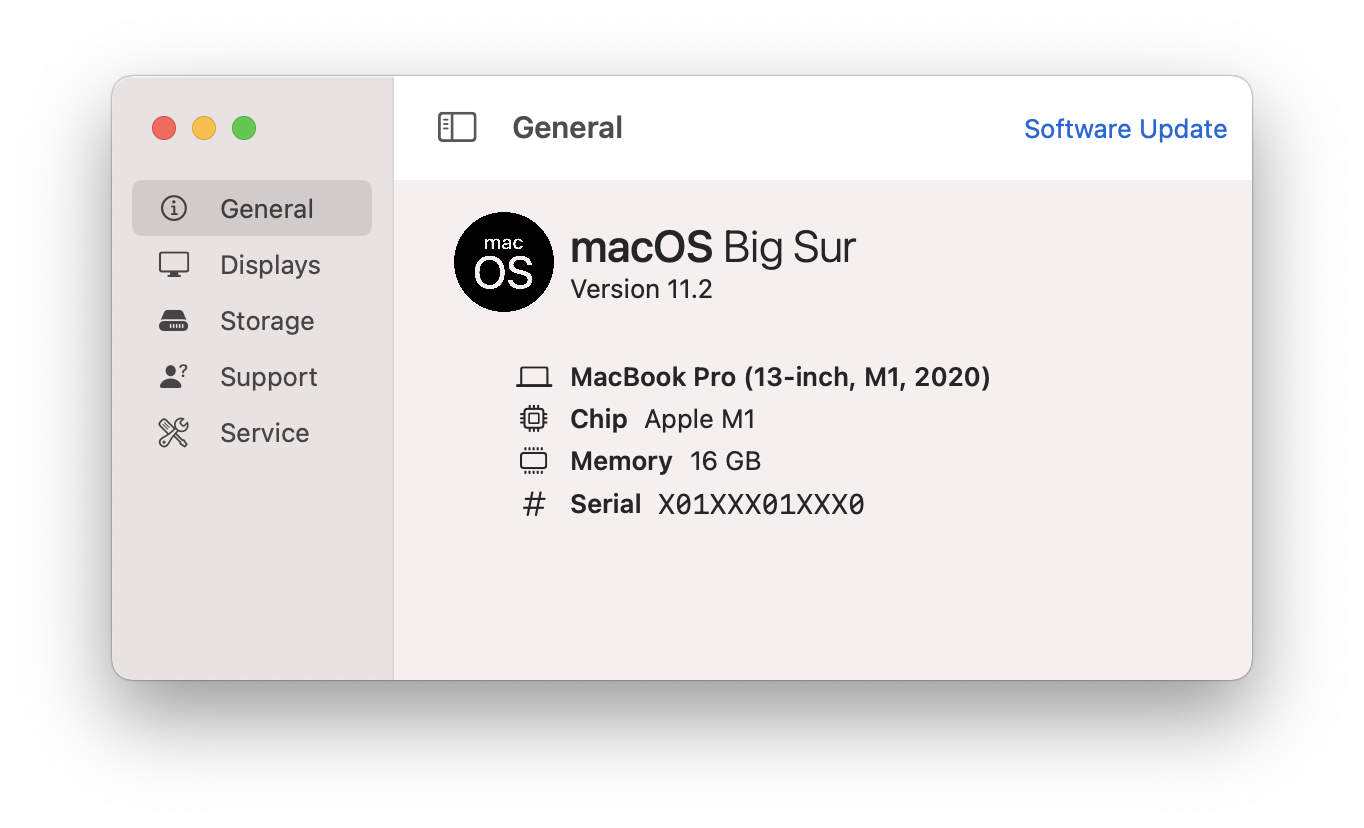 General
Software Update
General
Displays
Storage
Support
Service
mac
OS
macOS Big Sur
Version 11.2
MacBook Pro (13-inch, M1, 2020)
Chip Apple M1
Memory 16 GB
# Serial X01XXX01XXX0